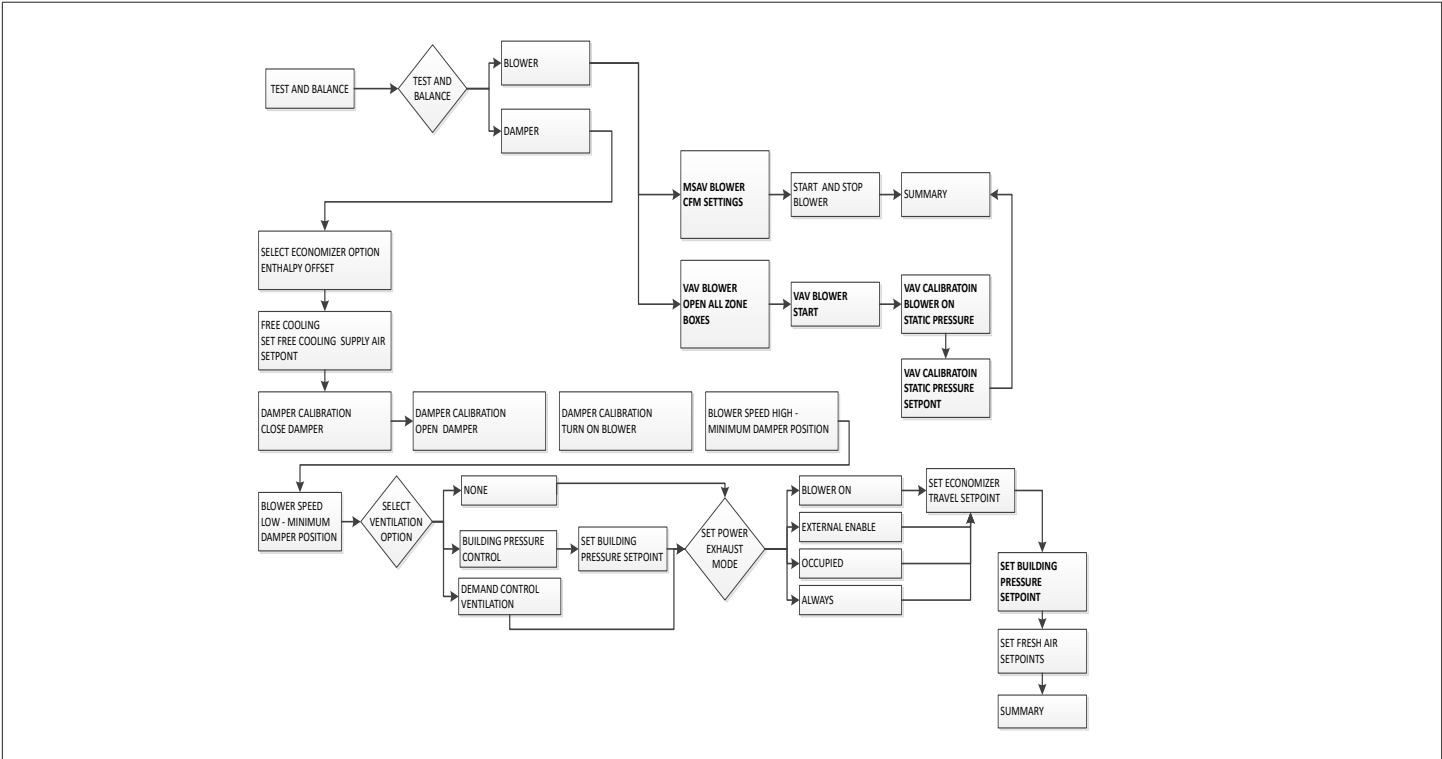 TEST AND BALANCE
TEST AND
BALANCE
BLOWER
DAMPER
MSAV BLOWER
CFM SETTINGS
START AND STOP
BLOWER
SUMMARY
VAV BLOWER
OPEN ALL ZONE
BOXES
VAV BLOWER
START
VAV CALIBRATOIN
BLOWER ON
STATIC PRESSURE
VAV CALIBRATOIN
STATIC PRESSURE
SETPONT
SELECT ECONOMIZER OPTION
ENTHALPY OFFSET
FREE COOLING
SET FREE COOLING SUPPLY AIR
SETPONT
DAMPER CALIBRATION
CLOSE DAMPER
DAMPER CALIBRATION
OPEN DAMPER
DAMPER CALIBRATION
TURN ON BLOWER
BLOWER SPEED HIGH -
MINIMUM DAMPER POSITION
BLOWER SPEED
LOW - MINIMUM
DAMPER POSITION
SELECT
VENTILATION
OPTION
NONE
BUILDING PRESSURE
CONTROL
SET BUILDING
PRESSURE SETPOINT
DEMAND CONTROL
VENTILATION
SET POWER
EXHAUST
MODE
BLOWER ON
EXTERNAL ENABLE
OCCUPIED
ALWAYS
SET ECONOMIZER
TRAVEL SETPOINT
SET BUILDING
PRESSURE
SETPOINT
SET FRESH AIR
SETPOINTS
SUMMARY